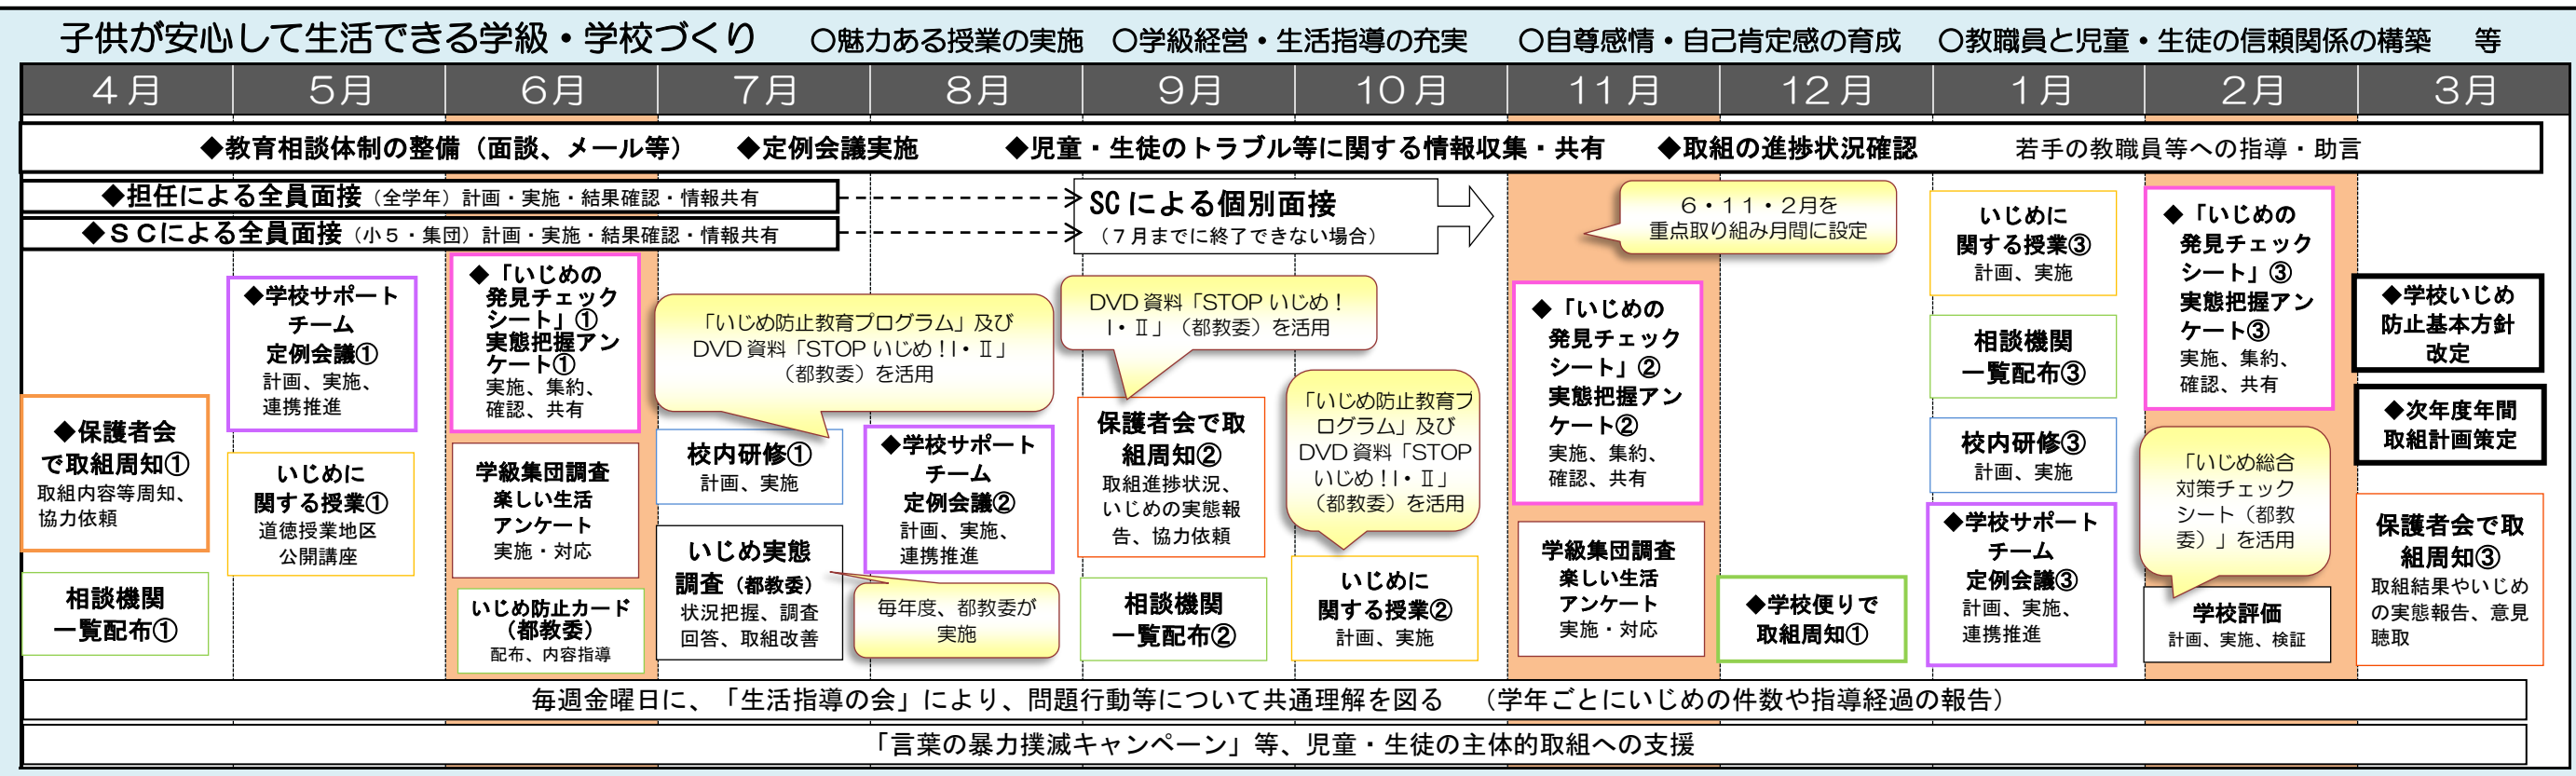 子供が安心して生活できる学級・学校づくり　○魅力ある授業の実施　○学級経営・生活指導の充実　○自尊感情・自己肯定感の育成　○教職員と児童・生徒の信頼関係の構築　等
４月　５月　６月　７月　８月　９月　10月　11月　12月　１月　２月　３月
◆教育相談体制の整備（面談、メール等）　◆定例会議実施　◆児童・生徒のトラブル等に関する情報収集・共有　◆取組の進捗状況確認　若手の教職員等への指導・助言
◆担任による全員面接（全学年）計画・実施・結果確認・情報共有
◆ＳＣによる全員面接（小５・集団）計画・実施・結果確認・情報共有
SCによる個別面接
（７月までに終了できない場合）
６・１１・２月を
重点取り組み月間に設定
◆保護者会
で取組周知①
取組内容等周知、
協力依頼
相談機関
一覧配布①
◆学校サポート
チーム
定例会議①
計画、実施、
連携推進
いじめに
関する授業①
道徳授業地区
公開講座
◆「いじめの
発見チェック
シート」①
実態把握アン
ケート①
実施、集約、
確認、共有
学級集団調査
楽しい生活
アンケート
実施・対応
いじめ防止カード
（都教委）
配布、内容指導
「いじめ防止教育プログラム」及び
DVD資料「STOPいじめ！Ⅰ・Ⅱ」
（都教委）を活用
校内研修①
計画、実施
いじめ実態
調査（都教委）
状況把握、調査
回答、取組改善
◆学校サポート
チーム
定例会議②
計画、実施、
連携推進
毎年度、都教委が
実施
DVD資料「STOPいじめ！
Ⅰ・Ⅱ」（都教委）を活用
保護者会で取
組周知②
取組進捗状況、
いじめの実態報
告、協力依頼
相談機関
一覧配布②
「いじめ防止教育プ
ログラム」及び
DVD資料「STOP
いじめ！Ⅰ・Ⅱ」
（都教委）を活用
いじめに
関する授業②
計画、実施
◆「いじめの
発見チェック
シート」②
実態把握アン
ケート②
実施、集約、
確認、共有
学級集団調査
楽しい生活
アンケート
実施・対応
◆学校便りで
取組周知①
いじめに
関する授業③
計画、実施
相談機関
一覧配布③
校内研修③
計画、実施
◆学校サポート
チーム
定例会議③
計画、実施、
連携推進
◆「いじめの
発見チェック
シート」③
実態把握アン
ケート③
実施、集約、
確認、共有
「いじめ総合
対策チェック
シート（都教
委）」を活用
学校評価
計画、実施、検証
◆学校いじめ
防止基本方針
改定
◆次年度年間
取組計画策定
保護者会で取
組周知③
取組結果やいじめ
の実態報告、意見
聴取
毎週金曜日に、「生活指導の会」により、問題行動等について共通理解を図る　（学年ごとにいじめの件数や指導経過の報告）
「言葉の暴力撲滅キャンペーン」等、児童・生徒の主体的取組への支援